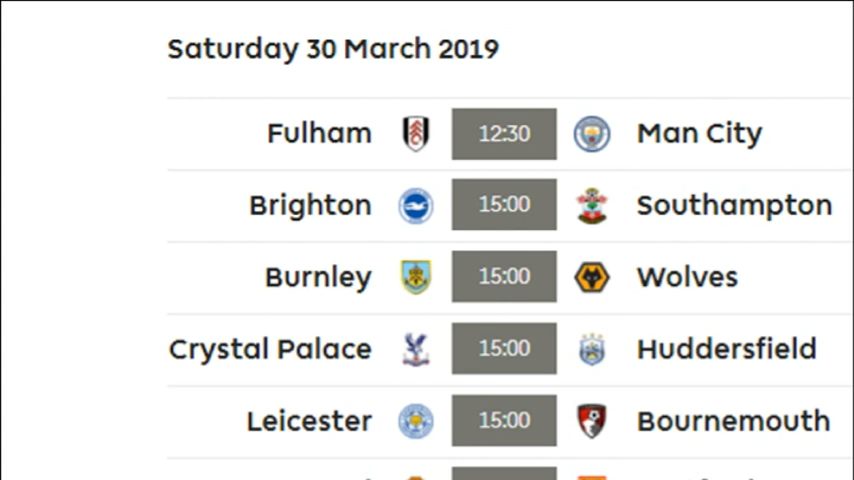 Saturday 30 March 2019
Fulham 12:30 Man City
Brighton 15:00 Southampton
Burnley 15:00 Wolves
Crystal Palace 15:00 Huddersfield
Leicester 15:00 Bournemouth